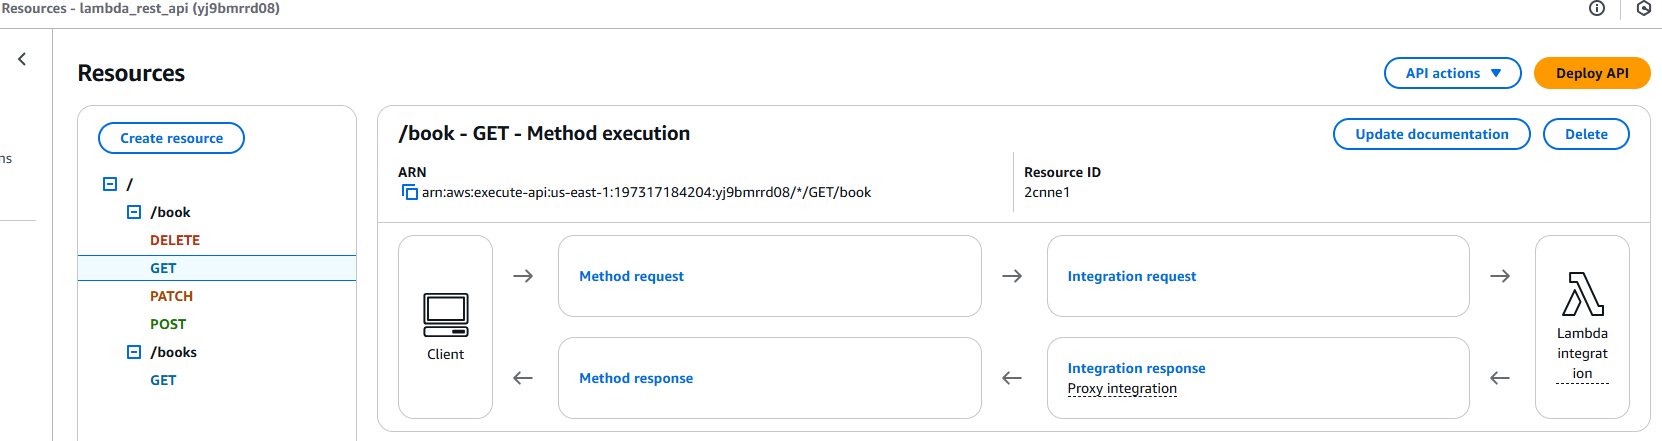 Resources - lambda_rest_api (yj9bmrrd08)
Resources
API actions
Deploy API
ns
Create resource
/
/book
DELETE
GET
PATCH
POST
/books
GET
/book - GET - Method execution
Update documentation
Delete
ARN
arn:aws:execute-api:us-east-1:197317184204:yj9bmrrd08/*/GET/book
Resource ID
2cnne1
Client
Method request
Integration request
Method response
Integration response
Proxy integration
Lambda
integrat
ion